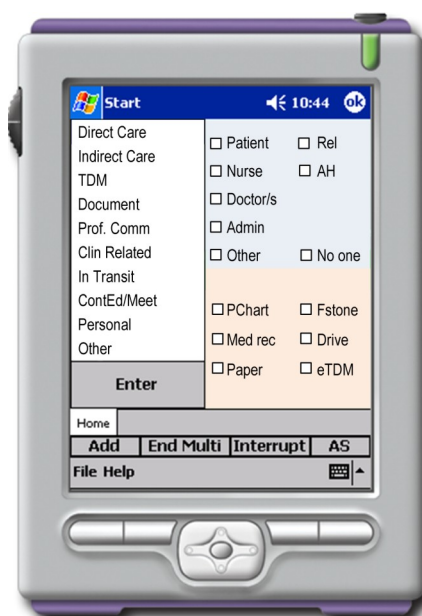 Start 10:44 ok
Direct Care
Indirect Care
TDM
Document
Prof. Comm
Clin Related
In Transit
ContEd/Meet
Personal
Other
Enter
Patient Rel
Nurse AH
Doctor/s
Admin
Other No one
PChart Fstone
Med rec Drive
Paper eTDM
Home
Add End Multi Interrupt AS
File Help